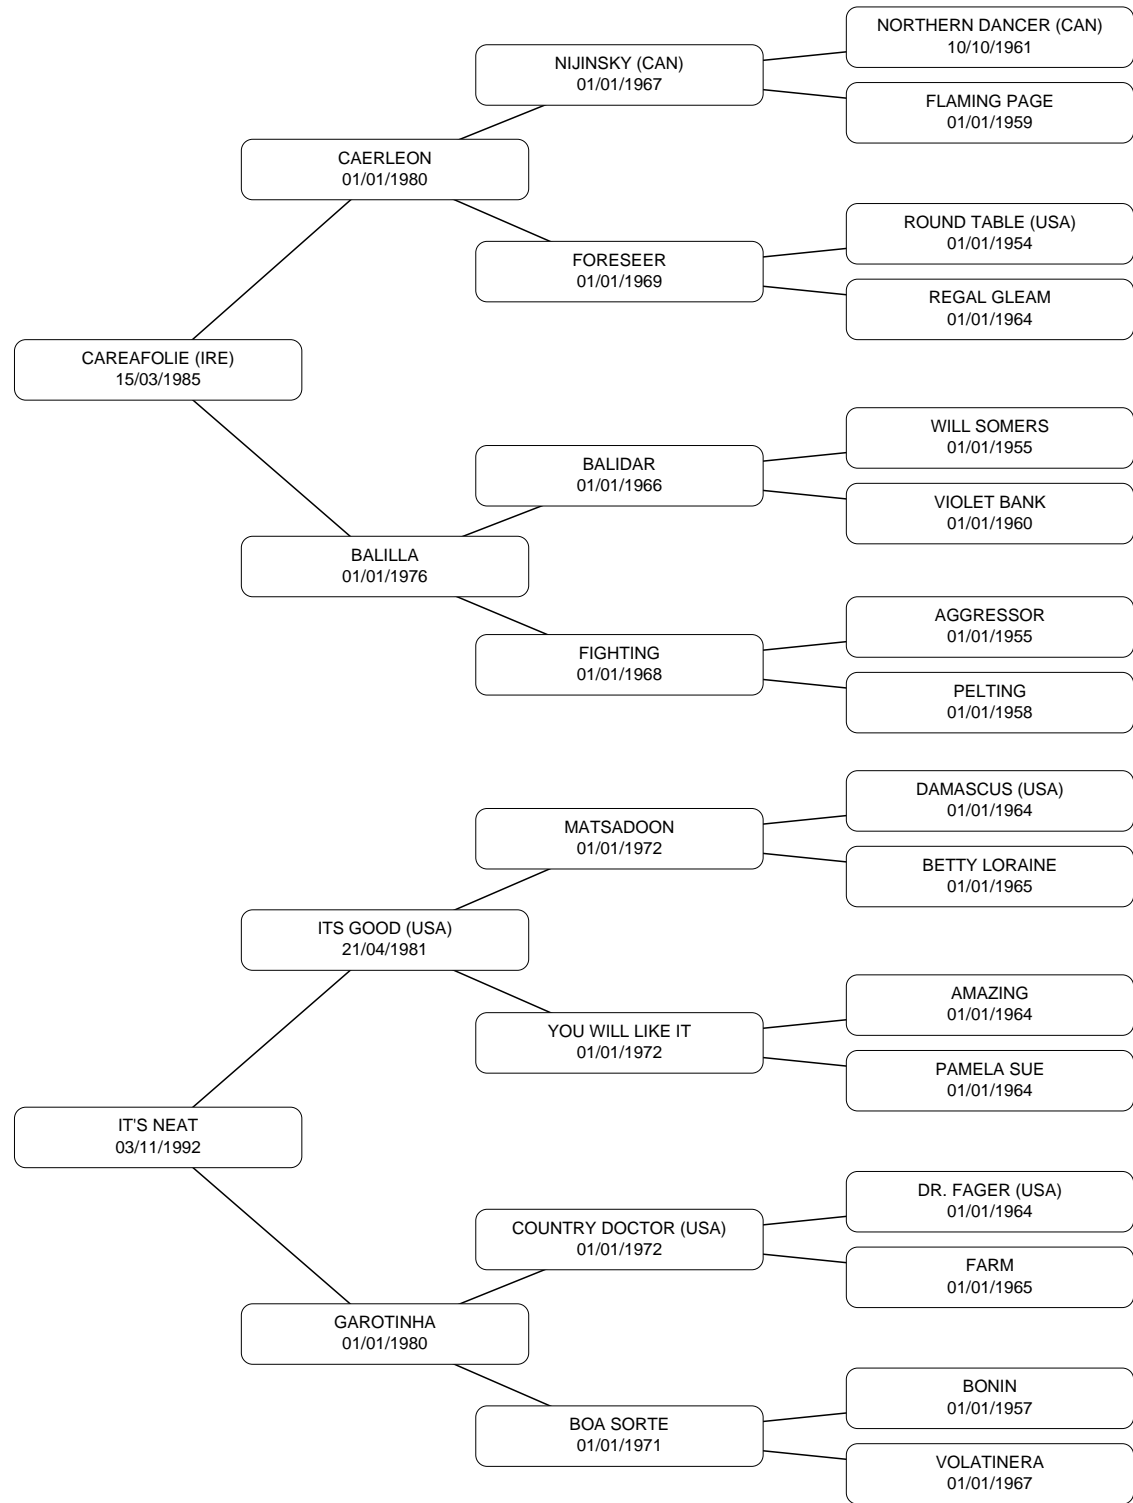 NORTHERN DANCER (CAN)
10/10/1961
NIJINSKY (CAN)
01/01/1967
FLAMING PAGE
01/01/1959
CAERLEON
01/01/1980
ROUND TABLE (USA)
01/01/1954
FORESEER
01/01/1969
REGAL GLEAM
01/01/1964
CAREAFOLIE (IRE)
15/03/1985
WILL SOMERS
01/01/1955
BALIDAR
01/01/1966
VIOLET BANK
01/01/1960
BALILLA
01/01/1976
AGGRESSOR
01/01/1955
FIGHTING
01/01/1968
PELTING
01/01/1958
DAMASCUS (USA)
01/01/1964
MATSADOON
01/01/1972
BETTY LORAINE
01/01/1965
ITS GOOD (USA)
21/04/1981
AMAZING
01/01/1964
YOU WILL LIKE IT
01/01/1972
PAMELA SUE
01/01/1964
IT'S NEAT
03/11/1992
DR. FAGER (USA)
01/01/1964
COUNTRY DOCTOR (USA)
01/01/1972
FARM
01/01/1965
GAROTINHA
01/01/1980
BONIN
01/01/1957
BOA SORTE
01/01/1971
VOLATINERA
01/01/1967